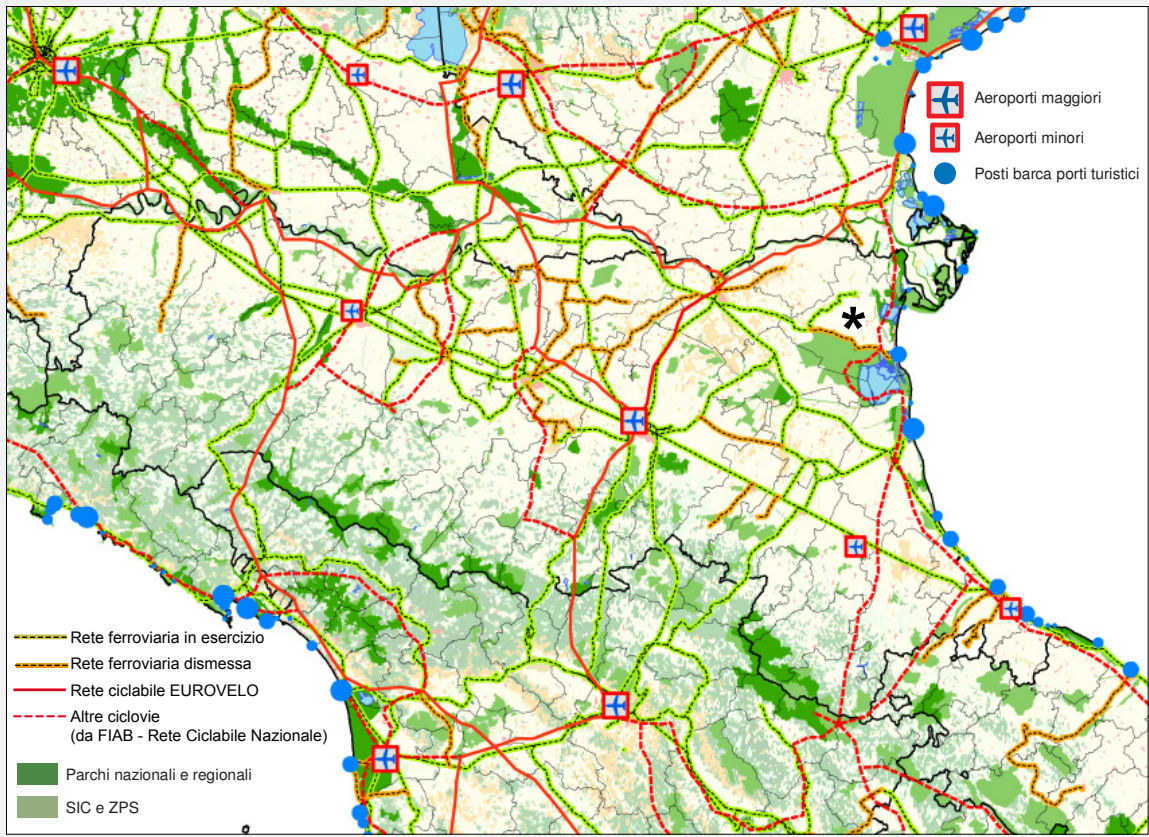 Aeroporti maggiori
Aeroporti minori
Posti barca porti turistici
*
Rete ferroviaria in esercizio
Rete ferroviaria dismessa
Rete ciclabile EUROVELO
Altre ciclovie
(da FIAB - Rete Ciclabile Nazionale)
Parchi nazionali e regionali
SIC e ZPS